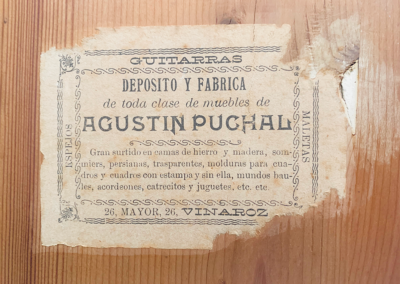 GUITARRAS
DEPOSITO Y FABRICA
de toda clase de muebles de
AGUSTIN PUCHAL
Gran surtido en camas de hierro y madera, som-
miers, persianas, trasparentes, molduras para cua-
dros y cuadros con estampa y sin ella, mundos bau-
les, acordeones, catrecitos y juguetes, etc. etc.
26, MAYOR, 26, VINAROZ
ESPEJOS
MALETAS